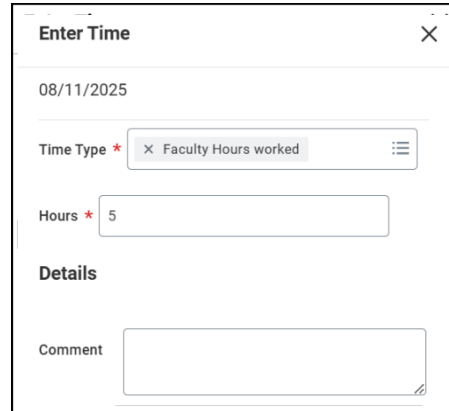 Enter Time
08/11/2025
Time Type * × Faculty Hours worked
Hours * 5
Details
Comment